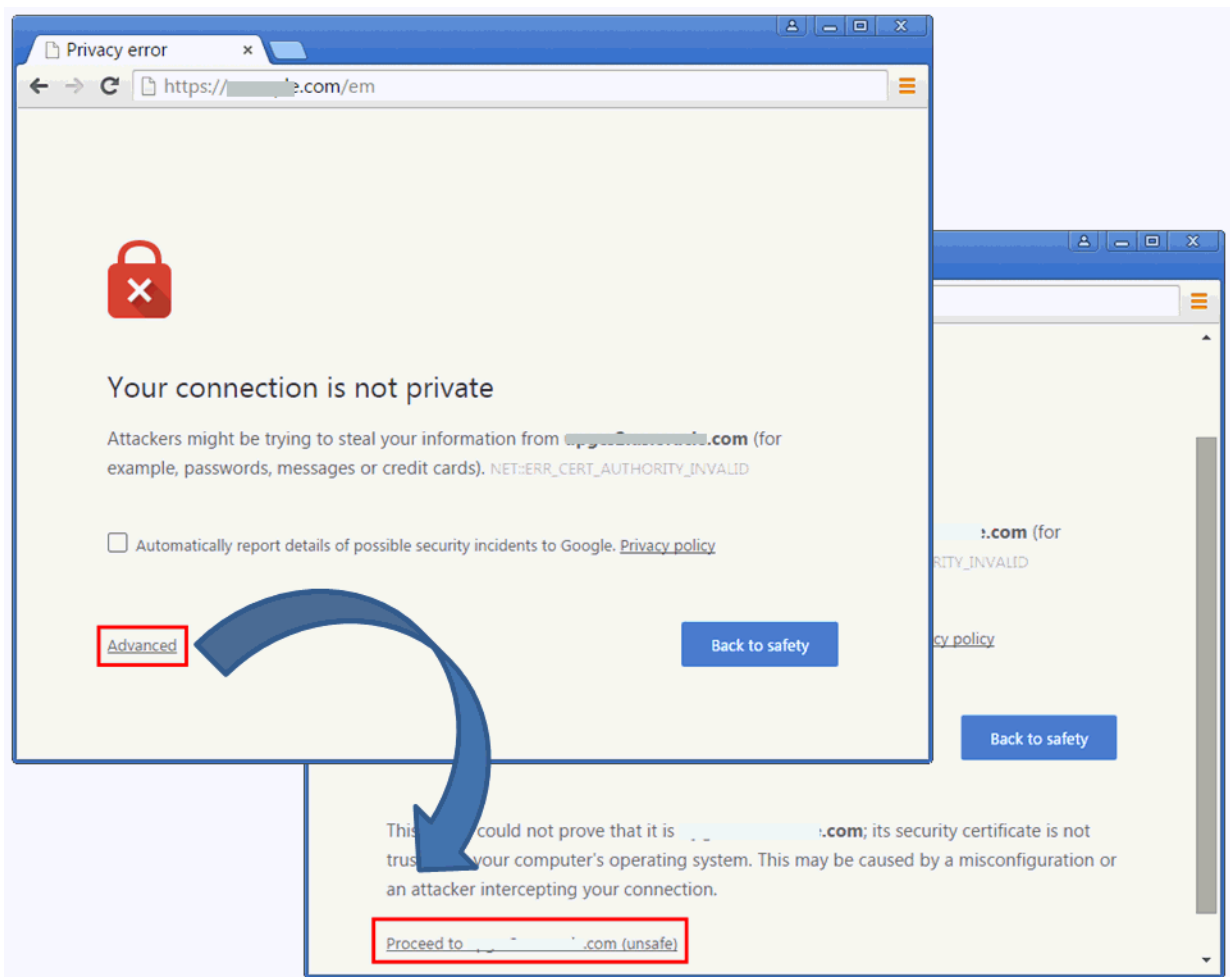 Privacy error
https:// e.com/em
Your connection is not private
Attackers might be trying to steal your information from .com (for
example, passwords, messages or credit cards). NET::ERR_CERT_AUTHORITY_INVALID
Automatically report details of possible security incidents to Google. Privacy policy
Advanced
Back to safety
e.com (for
RITY_INVALID
cy policy
Back to safety
This could not prove that it is .com; its security certificate is not
trus your computer's operating system. This may be caused by a misconfiguration or
an attacker intercepting your connection.
Proceed to .com (unsafe)